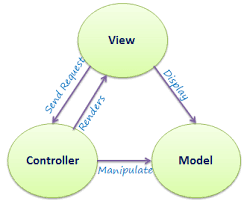 View
Send Request
Renders
Display
Controller
Manipulate
Model